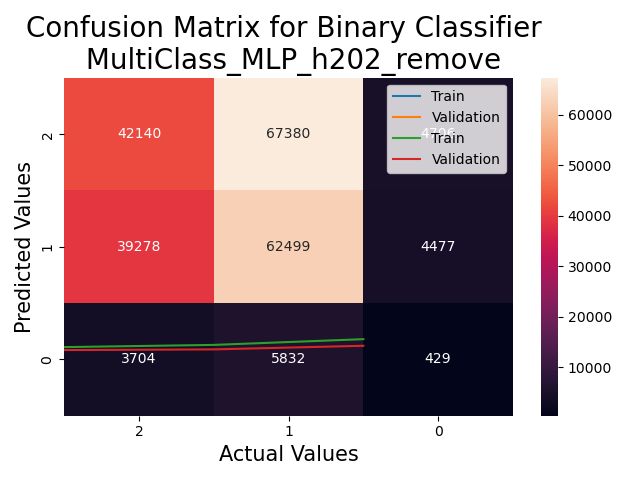 Confusion Matrix for Binary Classifier
MultiClass_MLP_h202_remove
Train
Validation
Train
Validation
42140
67380
39278
62499
4477
3704
5832
429
2
1
0
Predicted Values
2
1
0
Actual Values
60000
50000
40000
30000
20000
10000